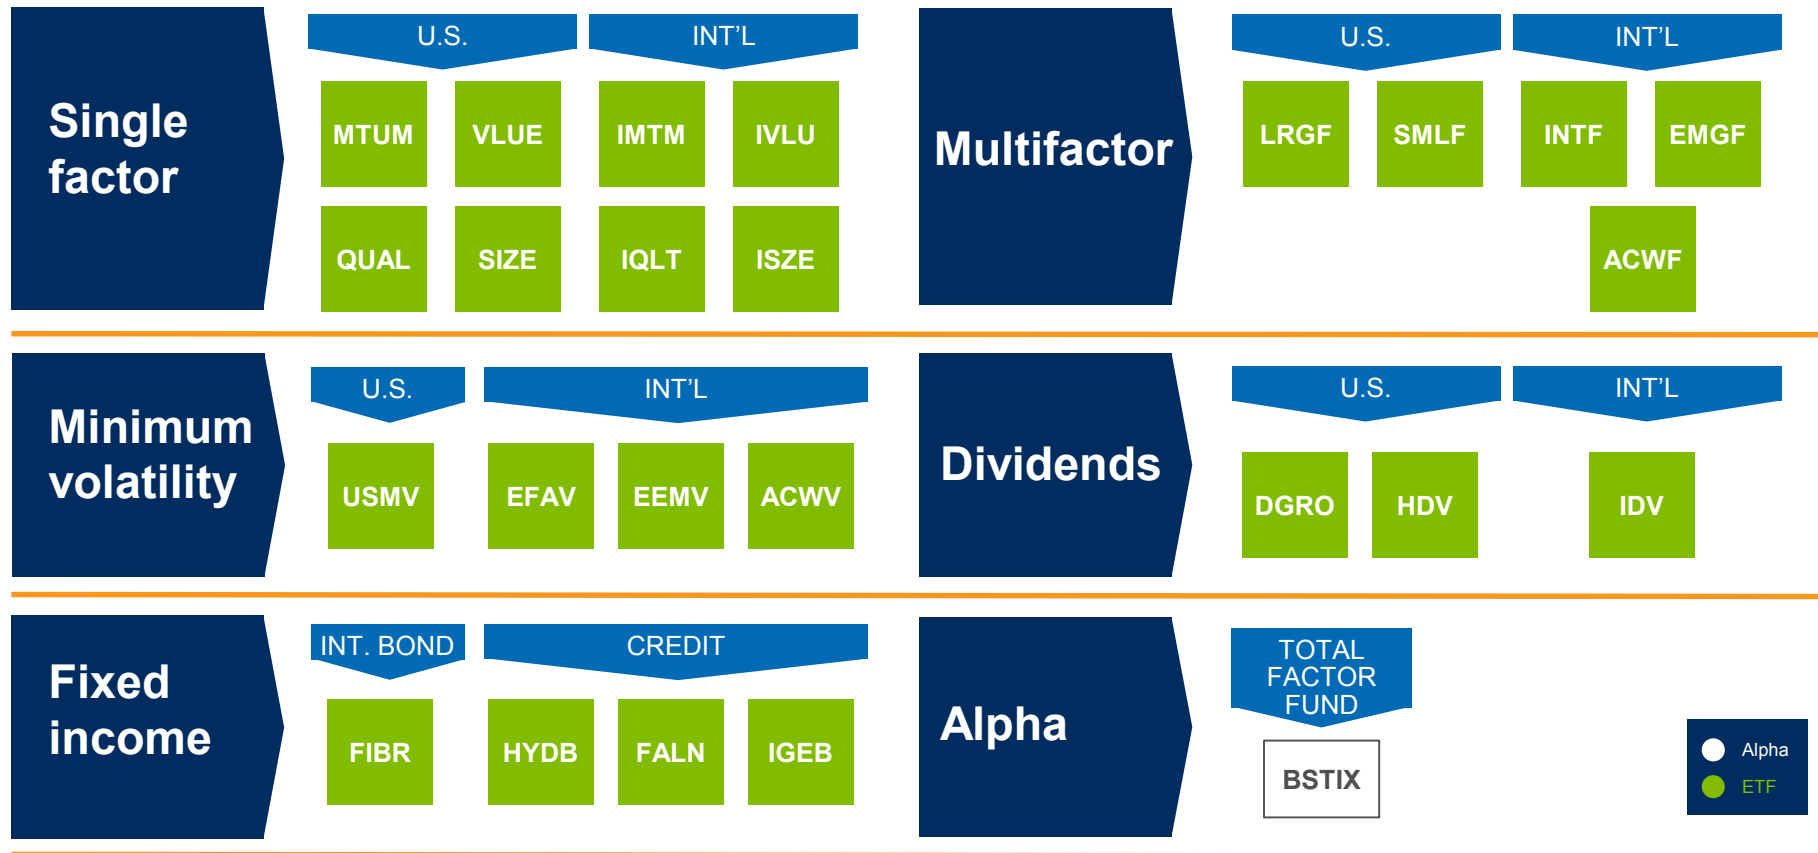 Single
factor
U.S.
INT'L
MTUM
VLUE
IMTM
IVLU
QUAL
SIZE
IQLT
ISZE
Multifactor
U.S.
INT'L
LRGF
SMLF
INTF
EMGF
ACWF
Minimum
volatility
U.S.
INT'L
USMV
EFAV
EEMV
ACWV
Dividends
U.S.
INT'L
DGRO
HDV
IDV
Fixed
income
INT. BOND
CREDIT
FIBR
HYDB
FALN
IGEB
Alpha
TOTAL
FACTOR
FUND
BSTIX
Alpha
ETF